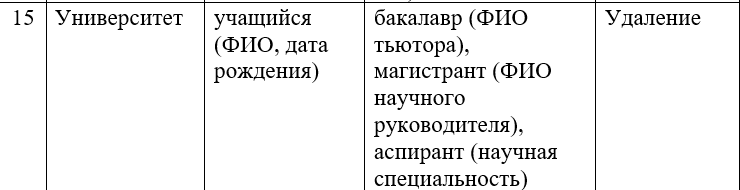 15 Университет учащийся бакалавр (ФИО Удаление
(ФИО, дата тьютора),
рождения) магистрант (ФИО
научного
руководителя),
аспирант (научная
специальность)